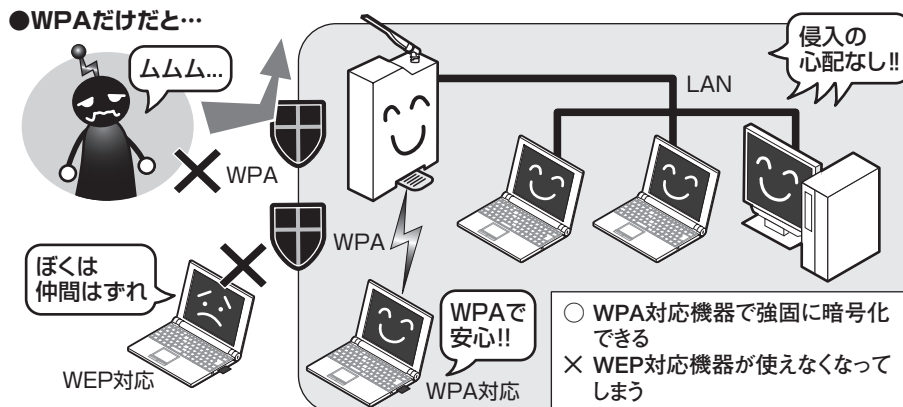 ●WPAだけだと…
ムムム...
WPA
LAN
侵入の
心配なし!!
WPA
ぼくは
仲間はずれ
WEP対応
WPAで
安心!!
WPA対応
○ WPA対応機器で強固に暗号化
できる
× WEP対応機器が使えなくなって
しまう